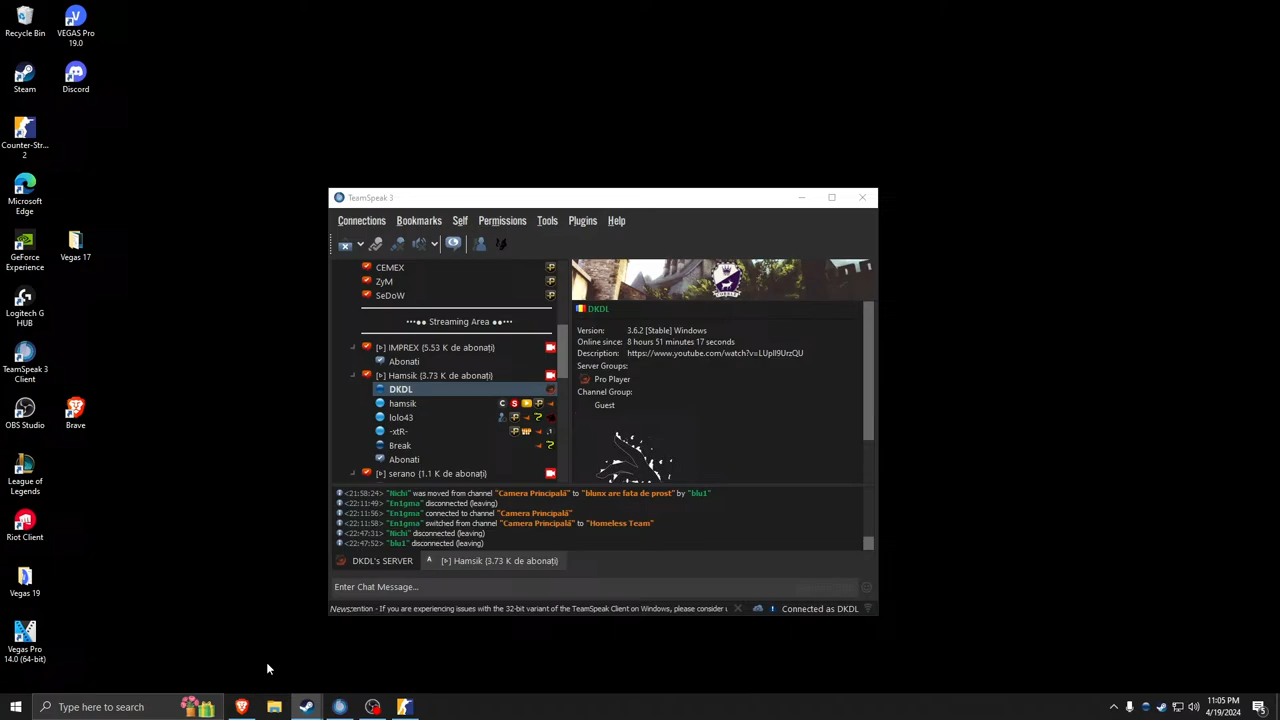 Recycle Bin
VEGAS Pro
19.0
Steam
Discord
Counter-Str...
2
Microsoft
Edge
GeForce
Experience
Vegas 17
Logitech G
HUB
TeamSpeak 3
Client
OBS Studio
Brave
League of
Legends
Riot Client
Vegas 19
Vegas Pro
14.0 (64-bit)
TeamSpeak 3
Connections Bookmarks Self Permissions Tools Plugins Help
CEMEX
ZyM
SeDoW
•••●● Streaming Area ●●•••
IMPREX {5.53 K de abonați}
Abonati
Hamsik {3.73 K de abonați}
DKDL
hamsik
lolo43
-xtR-
Break
Abonati
serano {1.1 K de abonați}
DKDL
Version: 3.6.2 [Stable] Windows
Online since: 8 hours 51 minutes 17 seconds
Description:
Server Groups:
Pro Player
Channel Group:
Guest
<21:58:24> "Nichi" was moved from channel "Camera Principală" to "blunx are fata de prost" by "blu1"
<22:11:49> "En1gma" disconnected (leaving)
<22:11:56> "En1gma" connected to channel "Camera Principală"
<22:11:58> "En1gma" switched from channel "Camera Principală" to "Homeless Team"
<22:47:31> "Nichi" disconnected (leaving)
<22:47:52> "blu1" disconnected (leaving)
DKDL's SERVER
Hamsik {3.73 K de abonați}
Enter Chat Message...
News: ention - If you are experiencing issues with the 32-bit variant of the TeamSpeak Client on Windows, please consider u
Connected as DKDL
Type here to search
11:05 PM
4/19/2024